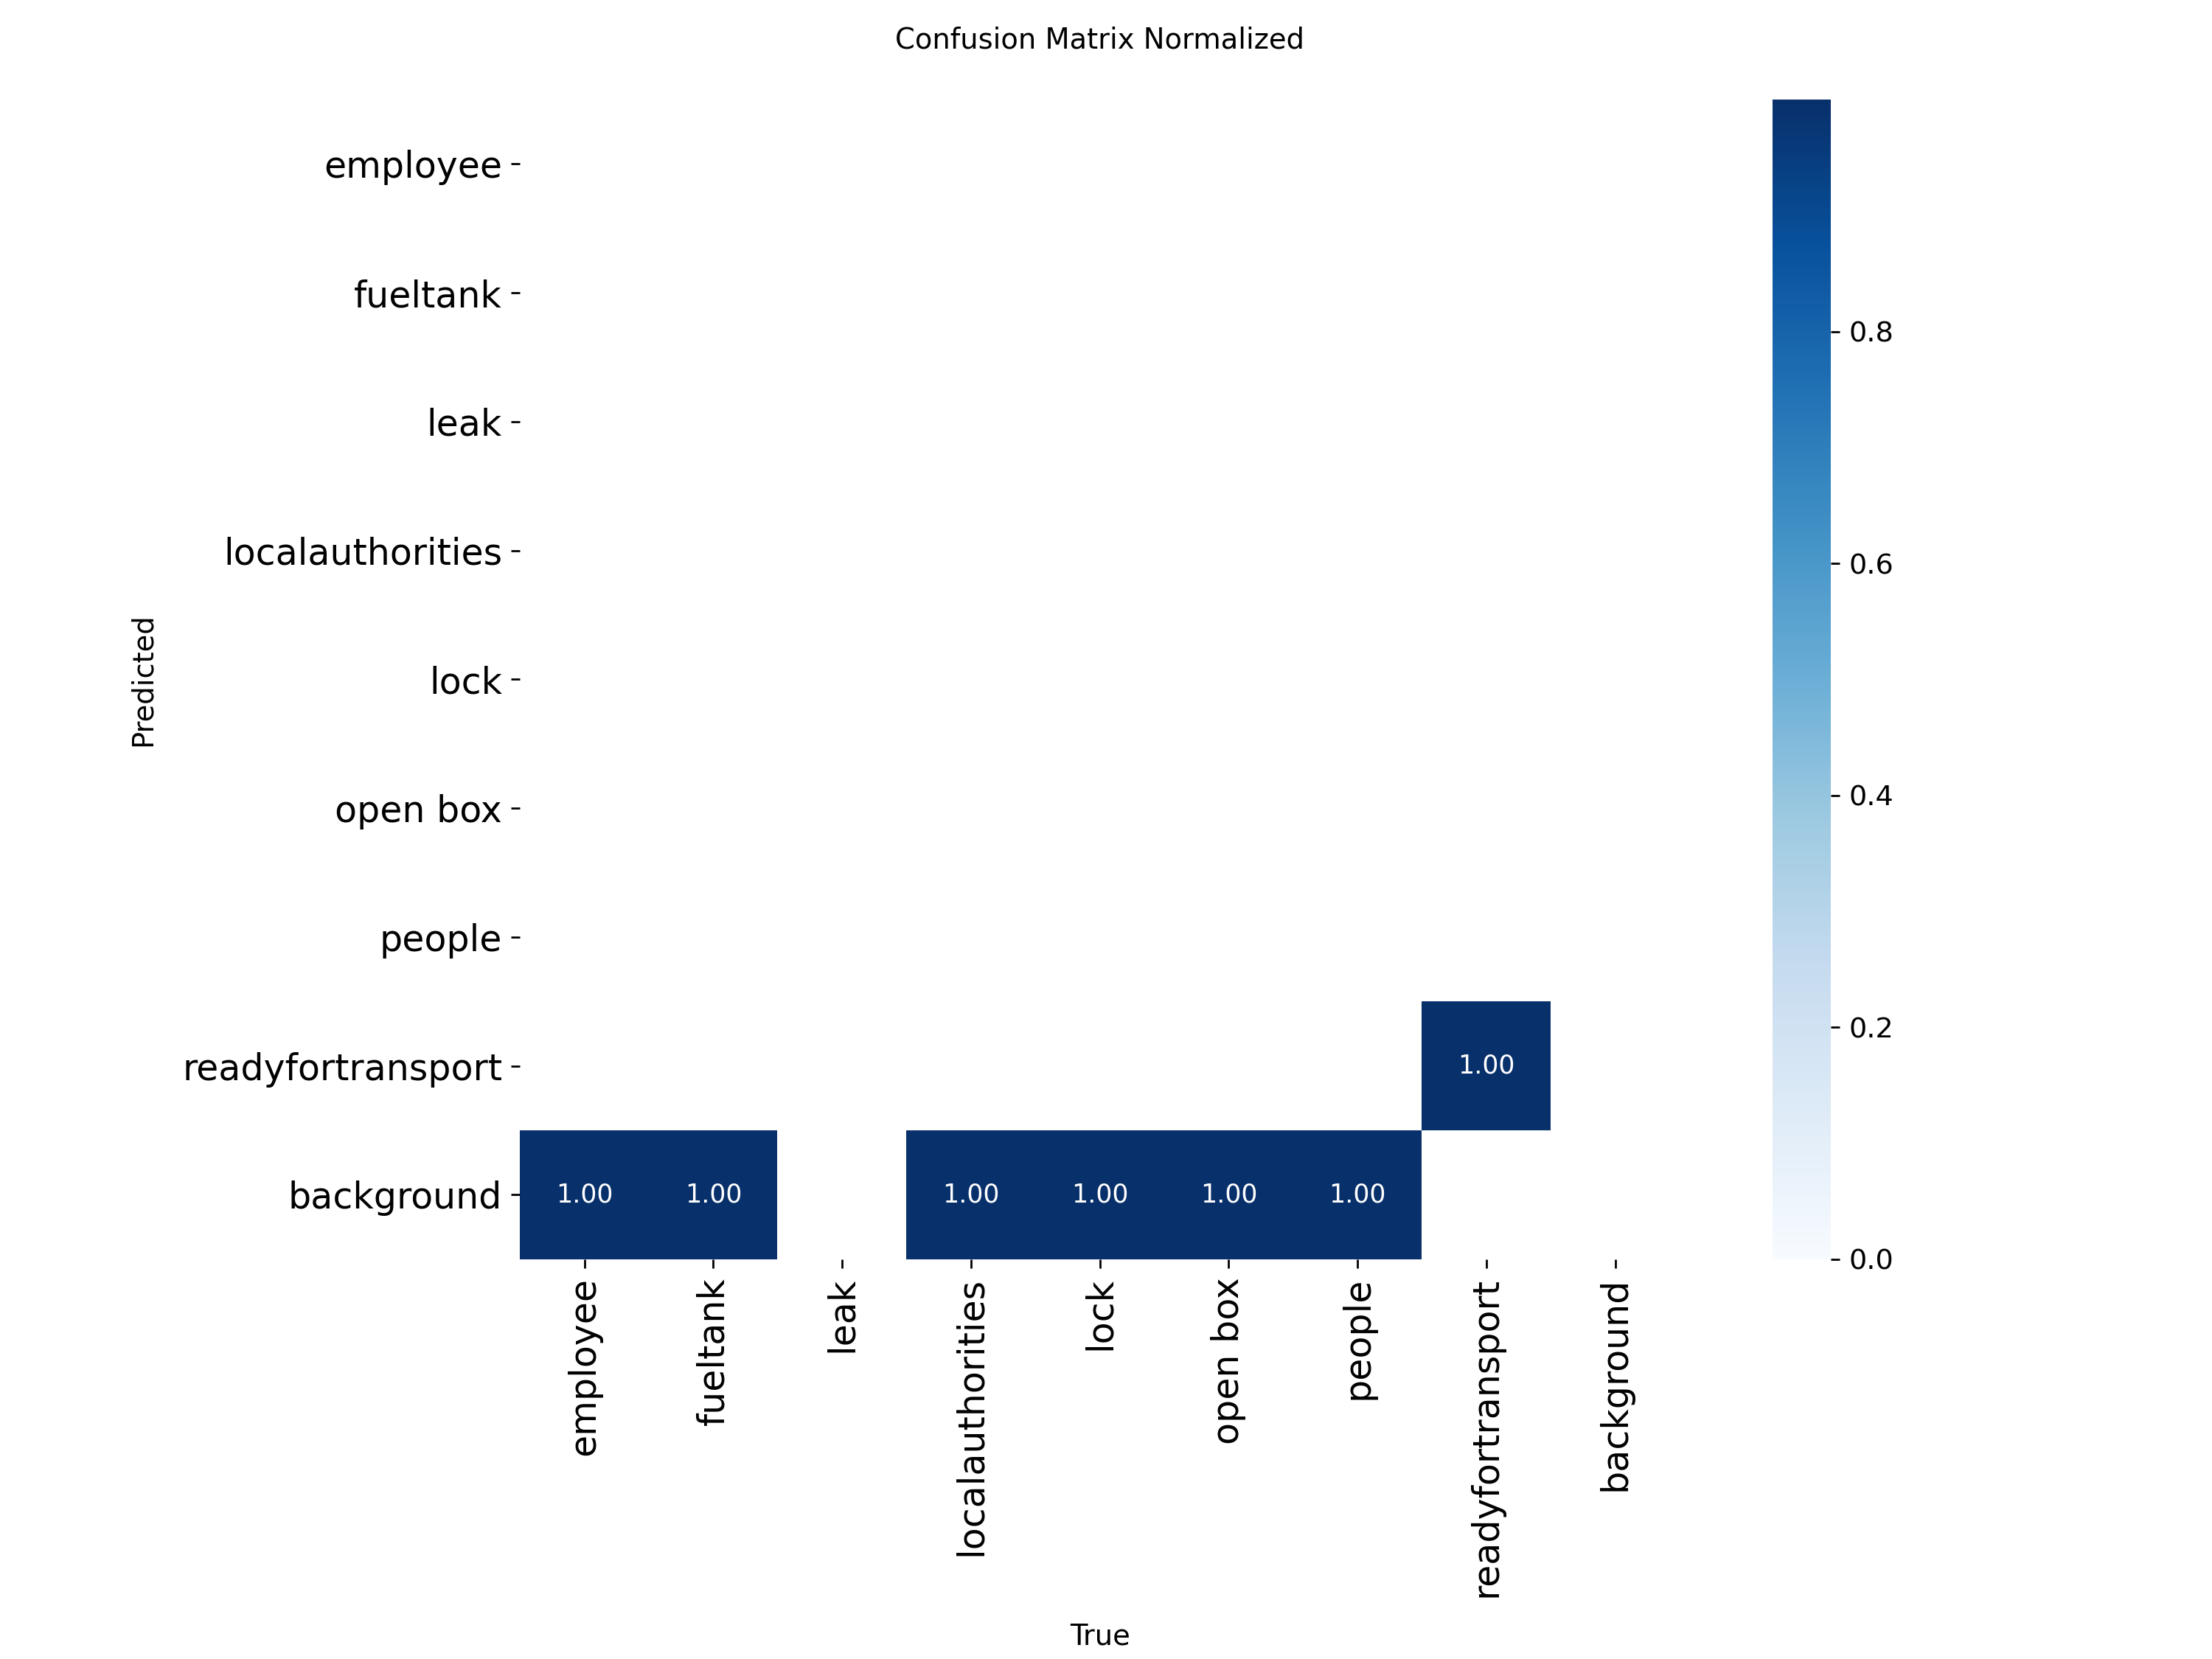 Confusion Matrix Normalized
employee
fueltank
leak
localauthorities
lock
open box
people
readyfortransport
background
Predicted
1.00
1.00 1.00 1.00 1.00 1.00 1.00
employee
fueltank
leak
localauthorities
lock
open box
people
readyfortransport
background
True
0.8
0.6
0.4
0.2
0.0